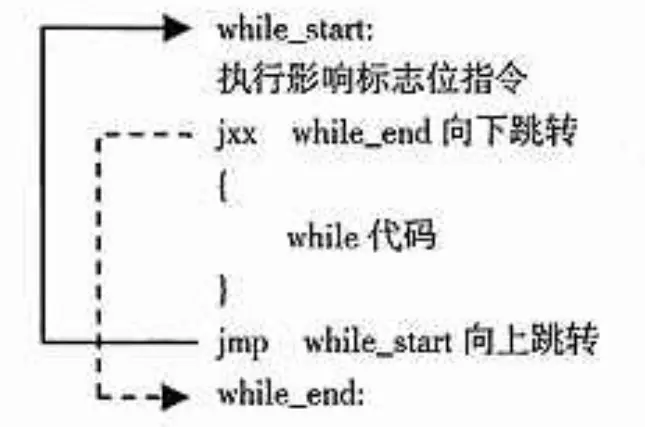 while_start:
执行影响标志位指令
jxx while_end 向下跳转
{
while 代码
}
jmp while_start 向上跳转
while_end: